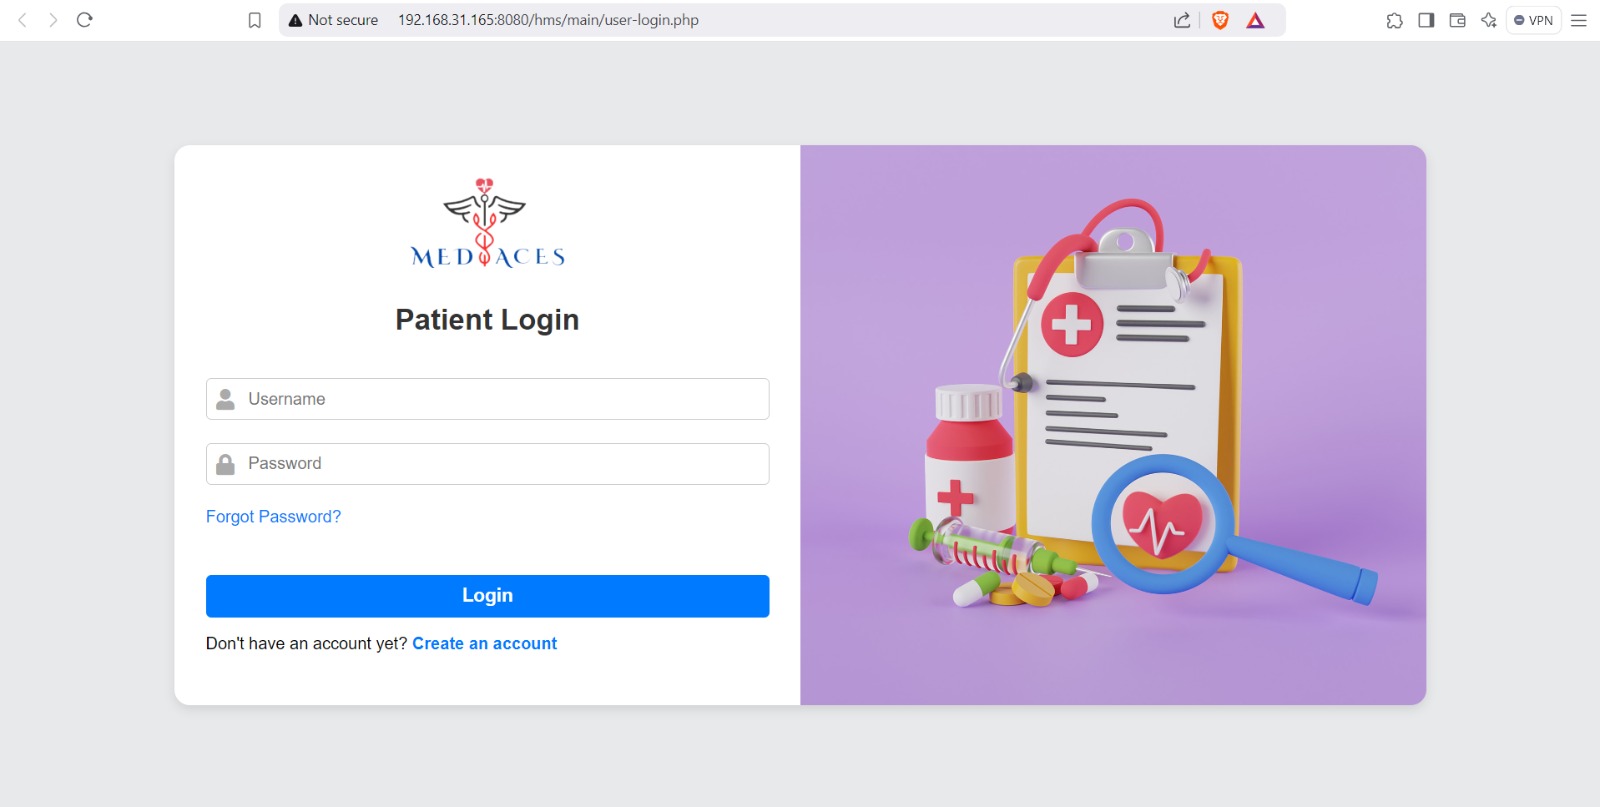 Not secure 192.168.31.165:8080/hms/main/user-login.php
VPN
MEDACES
Patient Login
Username
Password
Forgot Password?
Login
Don't have an account yet? Create an account